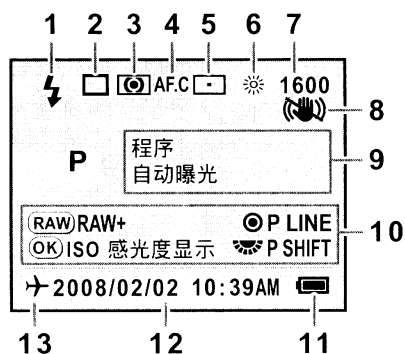 1 2 3 4 5 6 7
AF.C 1600
8
P
程序
自动曝光
9
RAW RAW+ P LINE
OK ISO 感光度显示 P SHIFT
10
2008/02/02 10:39AM
13 12 11